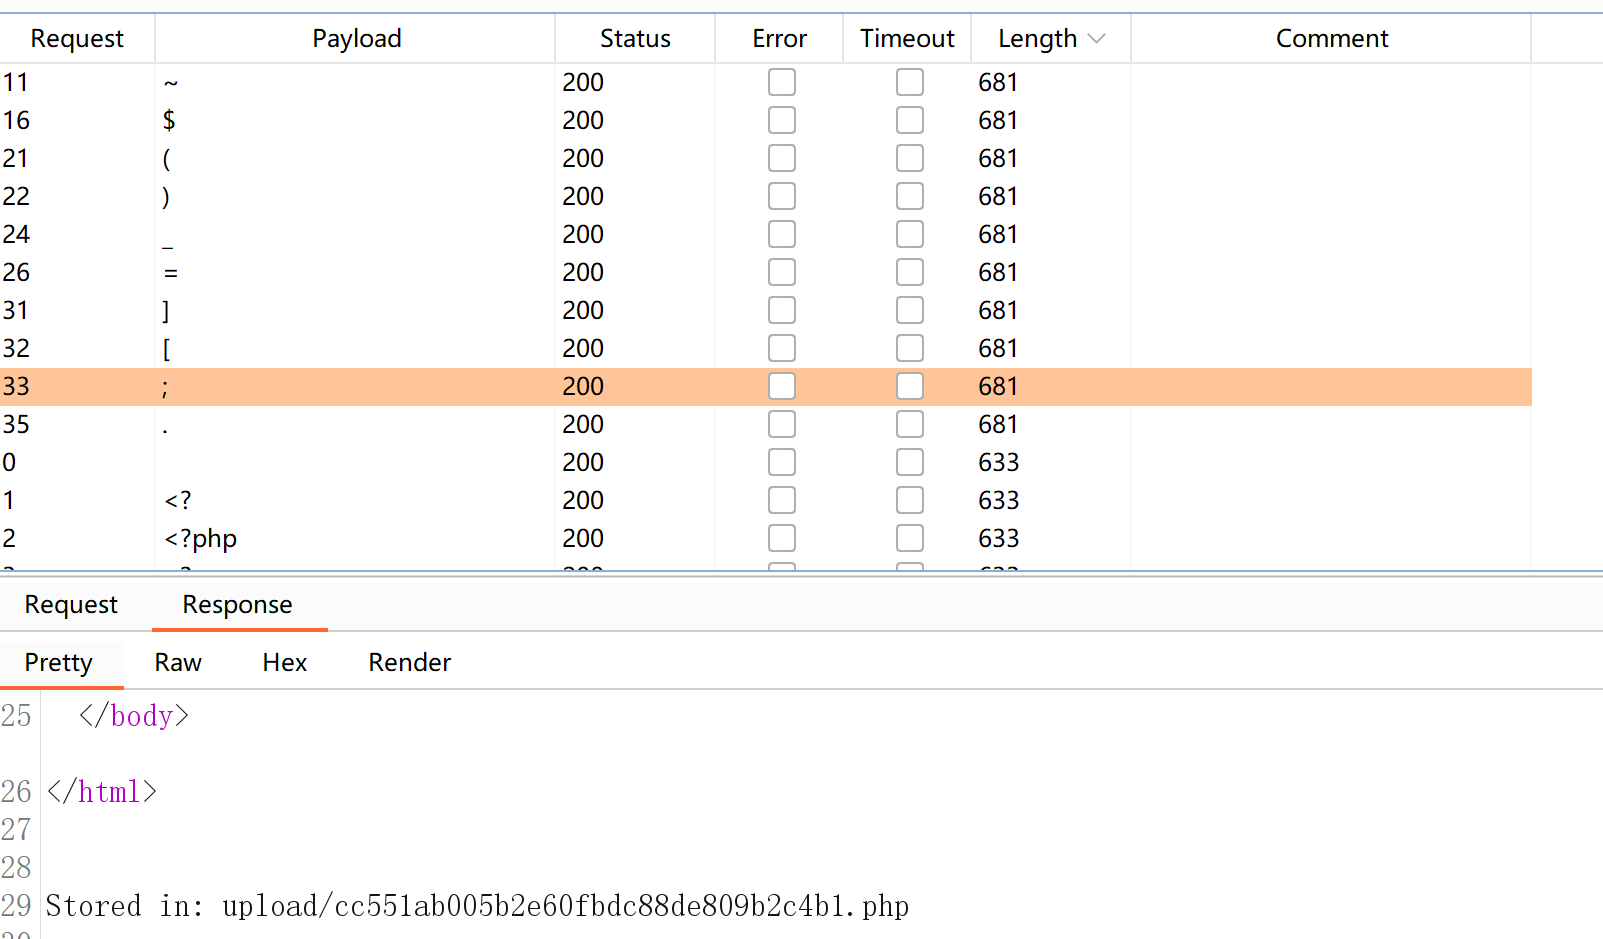 Request Payload Status Error Timeout Length Comment
11 ~ 200 681
16 $ 200 681
21 ( 200 681
22 ) 200 681
24 _ 200 681
26 = 200 681
31 ] 200 681
32 [ 200 681
33 ; 200 681
35 . 200 681
0 200 633
1 <? 200 633
2 <?php 200 633
Request Response
Pretty Raw Hex Render
25 </body>
26 </html>
27
28
29 Stored in: upload/cc551ab005b2e60fbdc88de809b2c4b1.php